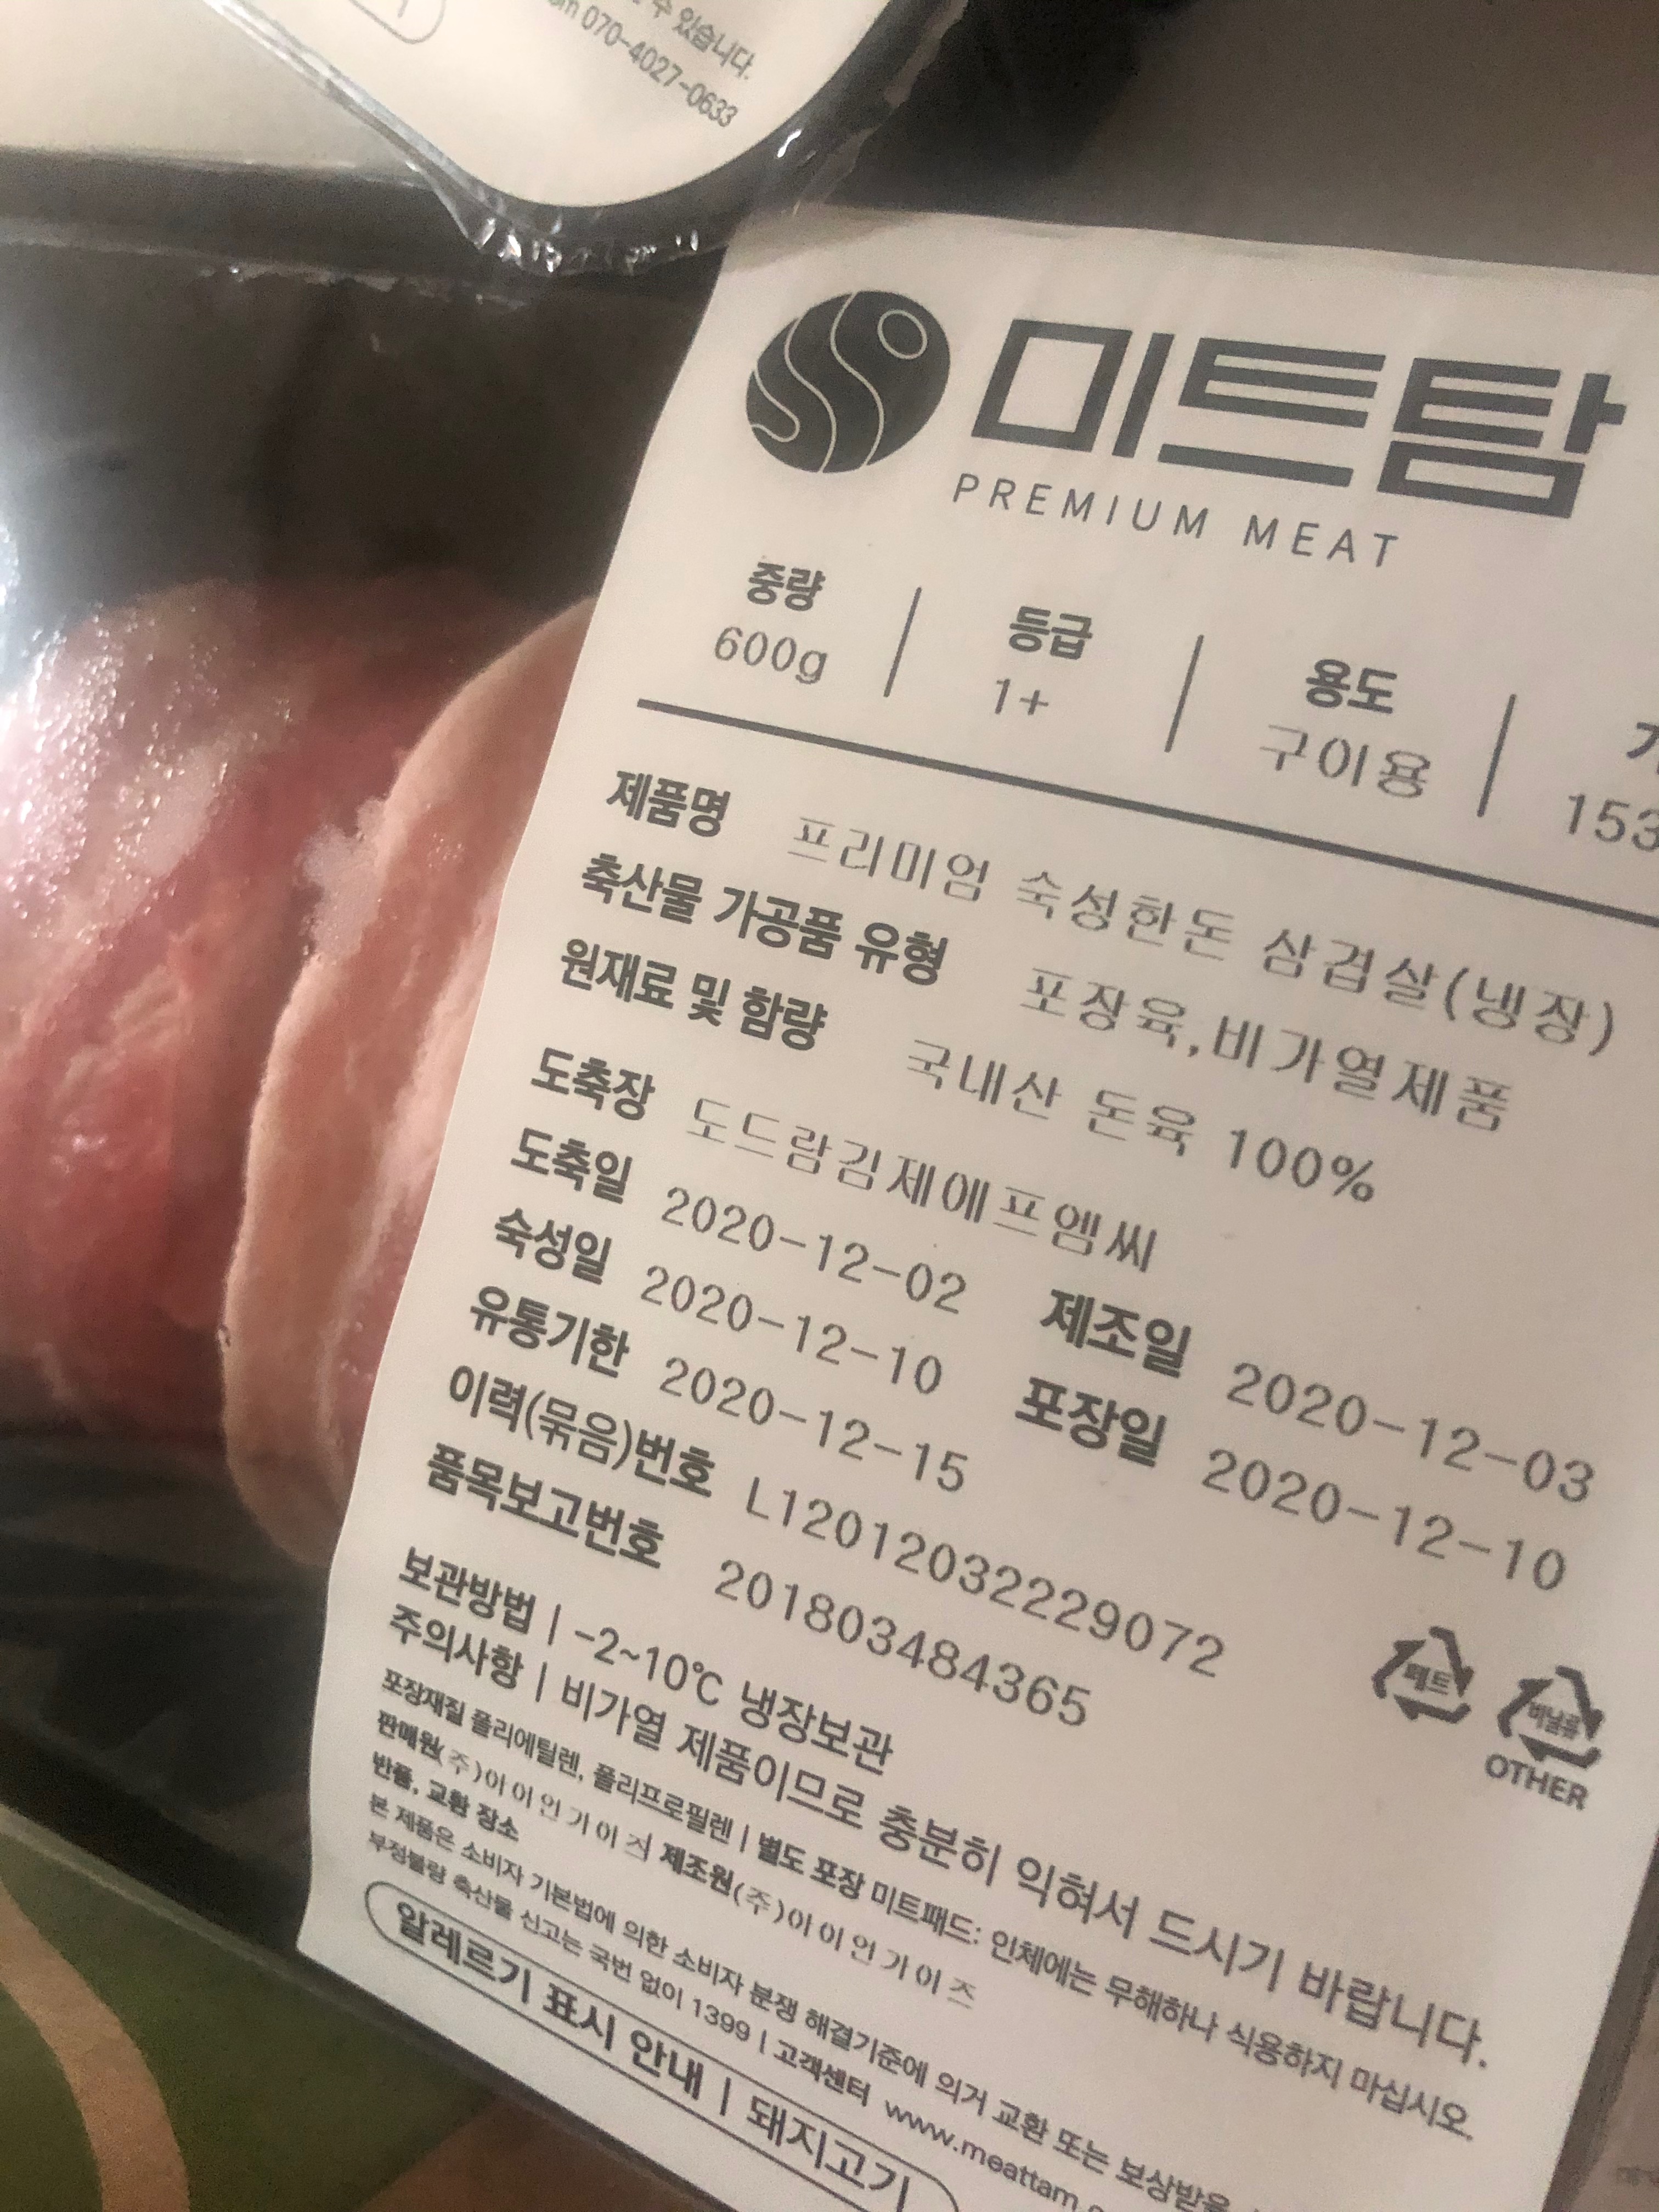 수 있습니다.
070-4027-0633
미트탐
PREMIUM MEAT
중량 등급 용도
600g 1+ 구이용 153
제품명 프리미엄 숙성한돈 삼겹살(냉장)
축산물 가공품 유형 포장육,비가열제품
원재료 및 함량 국내산 돈육 100%
도축장 도드람김제에프엠씨
도축일 2020-12-02 제조일 2020-12-03
숙성일 2020-12-10 포장일 2020-12-10
유통기한 2020-12-15
이력(묶음)번호 L12012032229072
품목보고번호 201803484365
페트 비닐류
OTHER
보관방법 | -2~10℃ 냉장보관
주의사항 | 비가열 제품이므로 충분히 익혀서 드시기 바랍니다.
포장재질 폴리에틸렌, 폴리프로필렌 | 별도 포장 미트패드: 인체에는 무해하나 식용하지 마십시오.
판매원(주)아이인기이즈 제조원(주)아이인기이즈
반품, 교환 장소
본 제품은 소비자 기본법에 의한 소비자 분쟁 해결기준에 의거 교환 또는 보상받을
부정불량 축산물 신고는 국번 없이 1399 | 고객센터 www.meattam.
알레르기 표시 안내 | 돼지고기